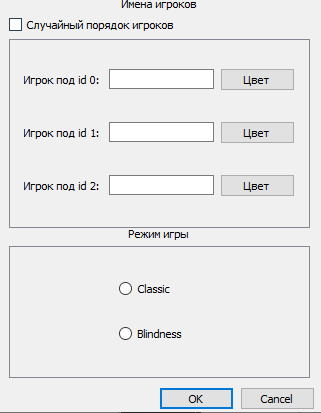 Имена игроков
Случайный порядок игроков
Игрок под id 0: Цвет
Игрок под id 1: Цвет
Игрок под id 2: Цвет
Режим игры
Classic
Blindness
OK Cancel